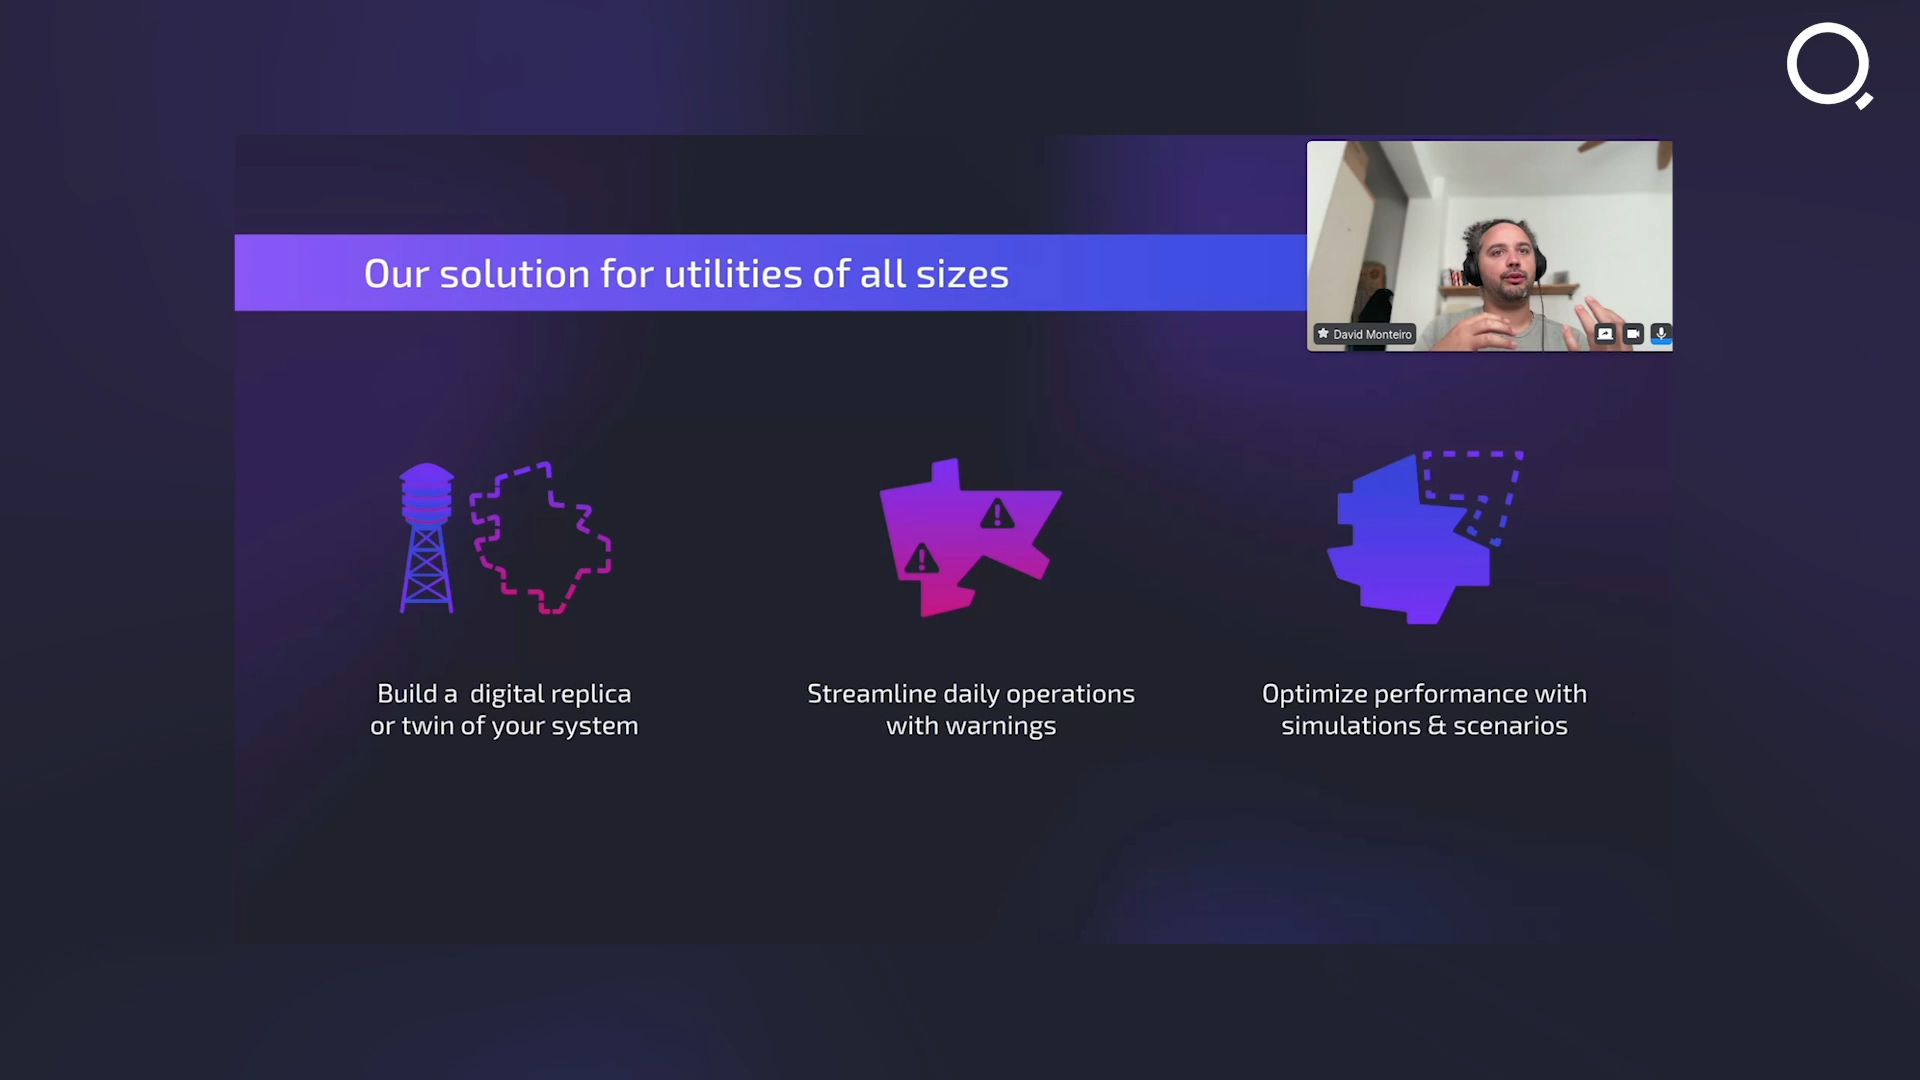 Our solution for utilities of all sizes
David Monteiro
Build a  digital replica
or twin of your system
Streamline daily operations
with warnings
Optimize performance with
simulations & scenarios